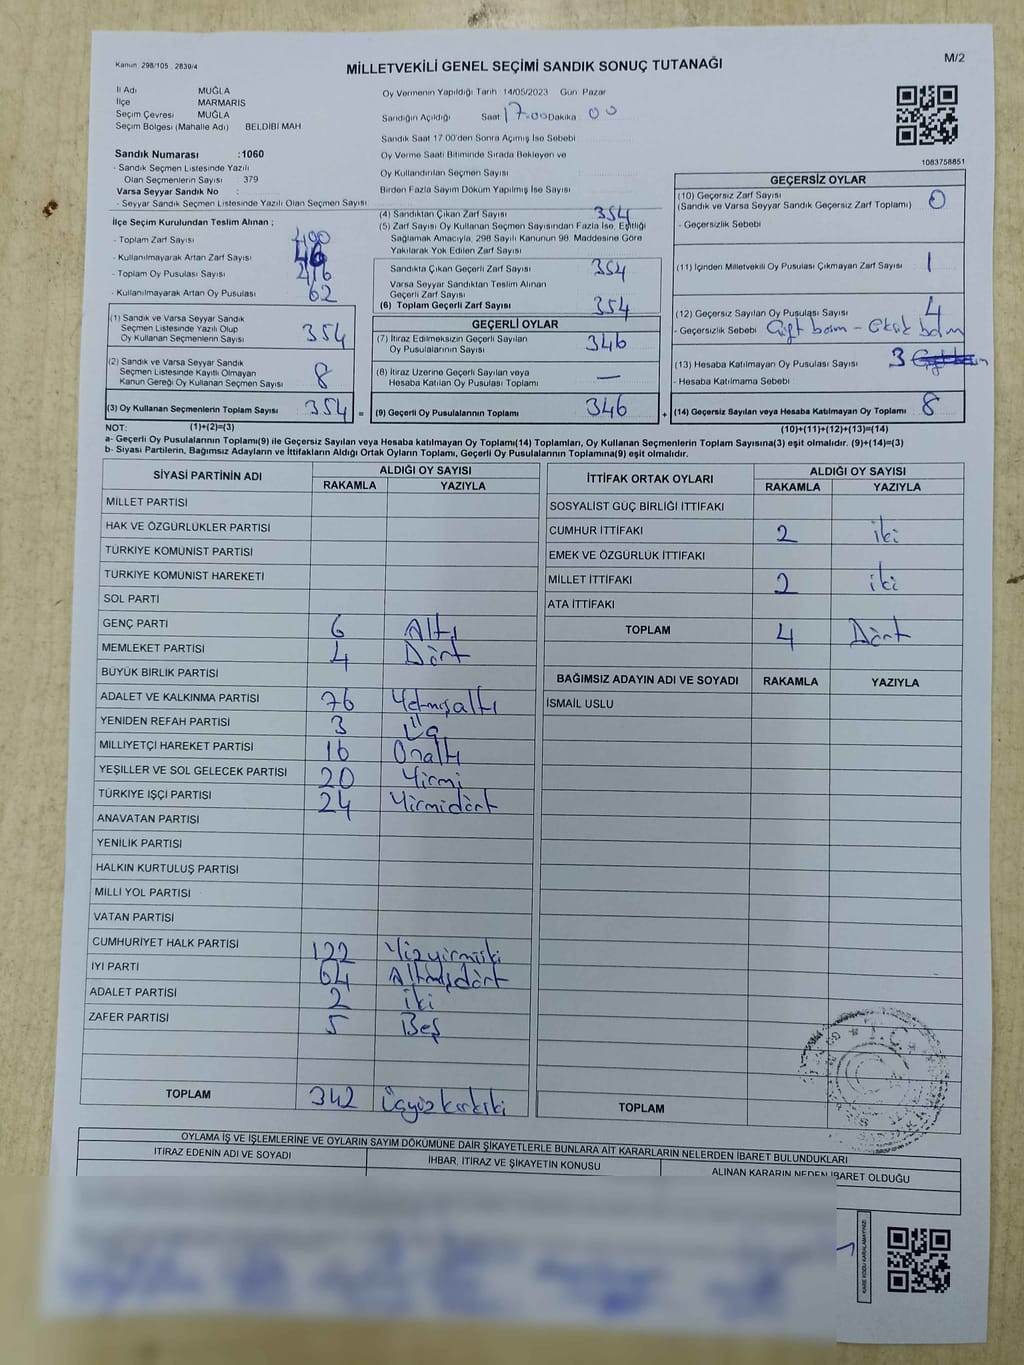 Kanun. 298/105 . 2839/4
M/2
MİLLETVEKİLİ GENEL SEÇİMİ SANDIK SONUÇ TUTANAĞI
İl Adı MUĞLA
İlçe MARMARİS
Seçim Çevresi MUĞLA
Seçim Bölgesi (Mahalle Adı) BELDİBİ MAH.
Sandık Numarası :1060
- Sandık Seçmen Listesinde Yazılı
Olan Seçmenlerin Sayısı : 379
Varsa Seyyar Sandık No :
- Seyyar Seçmen Listesinde Yazılı Olan Seçmen Sayısı:
Oy Vermenin Yapıldığı Tarih :14/05/2023 Gün :Pazar
Sandığın Açıldığı Saat 17.00 Dakika 00
Sandık Saat 17.00'den Sonra Açılmış İse Sebebi
Oy Verme Saati Bitiminde Sırada Bekleyen ve
Oy Kullandırılan Seçmen Sayısı
Birden Fazla Sayım Döküm Yapılmış İse Sayısı
1083758851
İlçe Seçim Kurulundan Teslim Alınan ;
- Toplam Zarf Sayısı
- Kullanılmayarak Artan Zarf Sayısı
- Toplam Oy Pusulası Sayısı
- Kullanılmayarak Artan Oy Pusulası 62
(1) Sandık ve Varsa Seyyar Sandık
Seçmen Listesinde Yazılı Olup
Oy Kullanan Seçmenlerin Sayısı 354
(2) Sandık ve Varsa Seyyar Sandık
Seçmen Listesinde Kayıtlı Olmayan
Kanun Gereği Oy Kullanan Seçmen Sayısı
(3) Oy Kullanan Seçmenlerin Toplam Sayısı 354 =
(4) Sandıktan Çıkan Zarf Sayısı 354
(5) Zarf Sayısı Oy Kullanan Seçmen Sayısından Fazla İse, Eşitliği
Sağlamak Amacıyla, 298 Sayılı Kanunun 98. Maddesine Göre
Yakılarak Yok Edilen Zarf Sayısı
Sandıkta Çıkan Geçerli Zarf Sayısı 354
Varsa Seyyar Sandıktan Teslim Alınan
Geçerli Zarf Sayısı
(6) Toplam Geçerli Zarf Sayısı 354
GEÇERLİ OYLAR
(7) İtiraz Edilmeksizin Geçerli Sayılan
Oy Pusulalarının Sayısı 346
(8) İtiraz Üzerine Geçerli Sayılan veya
Hesaba Katılan Oy Pusulası Toplamı —
(9) Geçerli Oy Pusulalarının Toplamı 346 +
GEÇERSİZ OYLAR
(10) Geçersiz Zarf Sayısı
(Sandık ve Varsa Seyyar Sandık Geçersiz Zarf Toplamı) 0
- Geçersizlik Sebebi
(11) İçinden Milletvekili Oy Pusulası Çıkmayan Zarf Sayısı 1
(12) Geçersiz Sayılan Oy Pusulası Sayısı 4
- Geçersizlik Sebebi
(13) Hesaba Katılmayan Oy Pusulası Sayısı 3
- Hesaba Katılmama Sebebi
(14) Geçersiz Sayılan veya Hesaba Katılmayan Oy Toplamı 8
(10)+(11)+(12)+(13)=(14)
NOT: (1)+(2)=(3)
a- Geçerli Oy Pusulalarının Toplamı(9) ile Geçersiz Sayılan veya Hesaba katılmayan Oy Toplamı(14) Toplamları, Oy Kullanan Seçmenlerin Toplam Sayısına(3) eşit olmalıdır. (9)+(14)=(3)
b- Siyasi Partilerin, Bağımsız Adayların ve İttifakların Aldığı Oyların Toplamı, Geçerli Oy Pusulalarının Toplamına(9) eşit olmalıdır.
SİYASİ PARTİNİN ADI ALDIĞI OY SAYISI
RAKAMLA YAZIYLA
MİLLET PARTİSİ
HAK VE ÖZGÜRLÜKLER PARTİSİ
TÜRKİYE KOMÜNİST PARTİSİ
TÜRKİYE KOMÜNİST HAREKETİ
SOL PARTİ
GENÇ PARTİ 6 Altı
MEMLEKET PARTİSİ 4 Dört
BÜYÜK BİRLİK PARTİSİ
ADALET VE KALKINMA PARTİSİ 76 Yetmişaltı
YENİDEN REFAH PARTİSİ 3 Üç
MİLLİYETÇİ HAREKET PARTİSİ 16 Onaltı
YEŞİLLER VE SOL GELECEK PARTİSİ 20 Yirmi
TÜRKİYE İŞÇİ PARTİSİ 24 Yirmidört
ANAVATAN PARTİSİ
YENİLİK PARTİSİ
HALKIN KURTULUŞ PARTİSİ
MİLLİ YOL PARTİSİ
VATAN PARTİSİ
CUMHURİYET HALK PARTİSİ 122 Yüzyirmiiki
İYİ PARTİ 64 Altmışdört
ADALET PARTİSİ 2 iki
ZAFER PARTİSİ 5 Beş
TOPLAM 342 Üçyüzkırkiki
İTTİFAK ORTAK OYLARI ALDIĞI OY SAYISI
RAKAMLA YAZIYLA
SOSYALİST GÜÇ BİRLİĞİ İTTİFAKI
CUMHUR İTTİFAKI 2 iki
EMEK VE ÖZGÜRLÜK İTTİFAKI
MİLLET İTTİFAKI 2 iki
ATA İTTİFAKI
TOPLAM 4 Dört
BAĞIMSIZ ADAYIN ADI VE SOYADI RAKAMLA YAZIYLA
İSMAİL USLU
TOPLAM
OYLAMA İŞ VE İŞLEMLERİNE VE OYLARIN SAYIM DÖKÜMÜNE DAİR ŞİKAYETLERLE BUNLARA AİT KARARLARIN NELERDEN İBARET BULUNDUKLARI
İTİRAZ EDENİN ADI VE SOYADI İHBAR, İTİRAZ VE ŞİKAYETİN KONUSU ALINAN KARARIN NEDEN İBARET OLDUĞU
KARE KODU KARALAMAYINIZ!